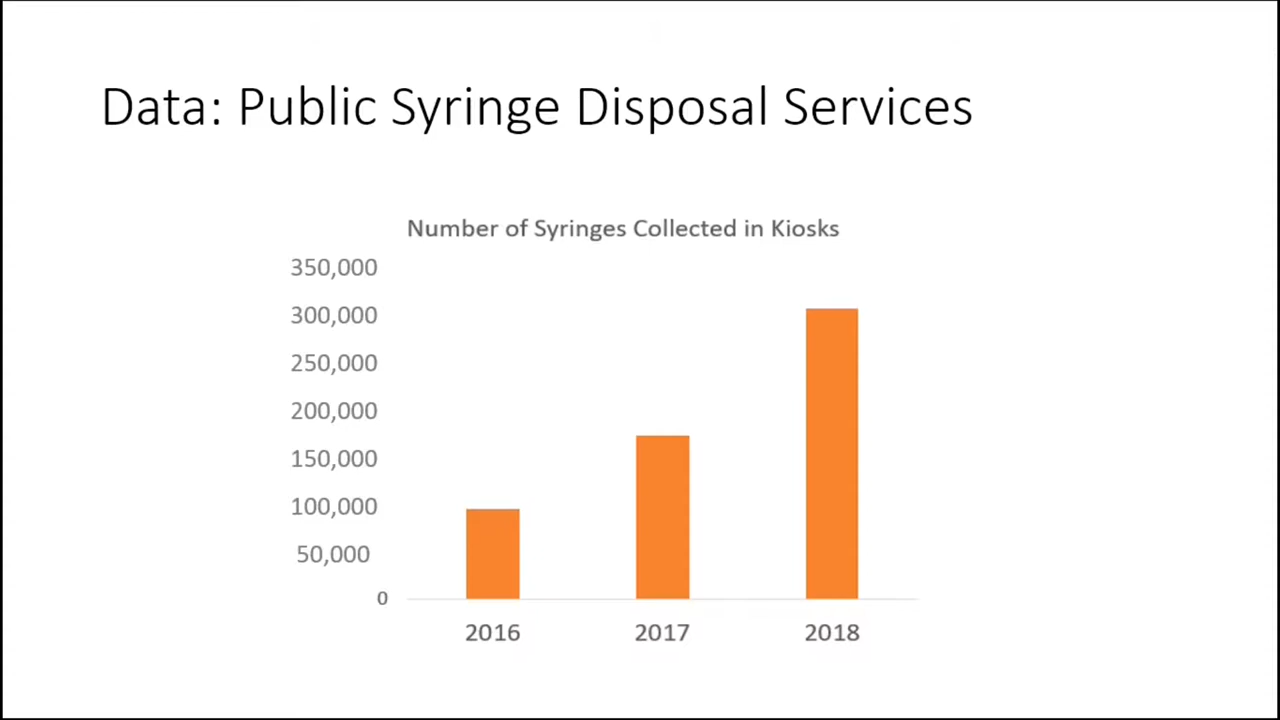 Data: Public Syringe Disposal Services
Number of Syringes Collected in Kiosks
350,000
300,000
250,000
200,000
150,000
100,000
50,000
0
2016 2017 2018